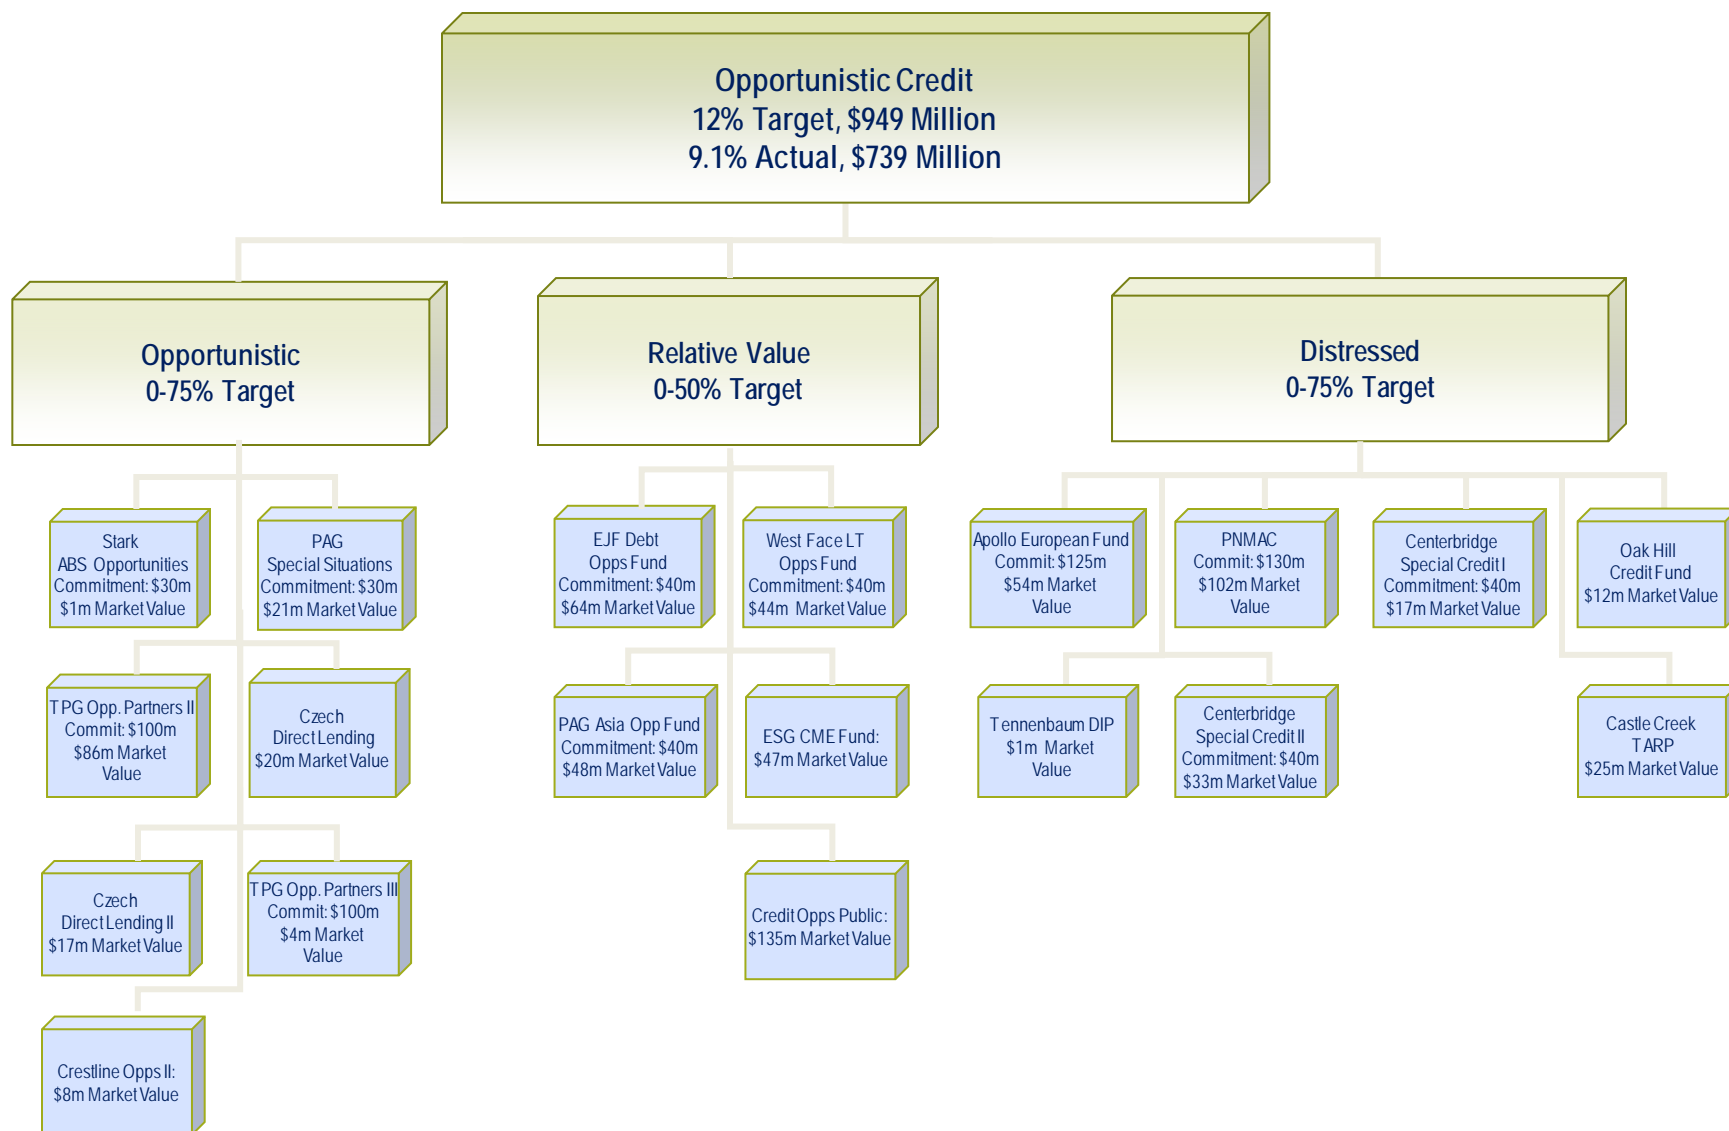 Opportunistic Credit
12% Target, $949 Million
9.1% Actual, $739 Million
Opportunistic
0-75% Target
Relative Value
0-50% Target
Distressed
0-75% Target
Stark
ABS Opportunities
Commitment: $30m
$1m Market Value
PAG
Special Situations
Commitment: $30m
$21m Market Value
EJF Debt
Opps Fund
Commitment: $40m
$64m Market Value
West Face LT
Opps Fund
Commitment: $40m
$44m Market Value
Apollo European Fund
Commit: $125m
$54m Market
Value
PNMAC
Commit: $130m
$102m Market
Value
Centerbridge
Special Credit I
Commitment: $40m
$17m Market Value
Oak Hill
Credit Fund
$12m Market Value
TPG Opp. Partners II
Commit: $100m
$86m Market
Value
Czech
Direct Lending
$20m Market Value
PAG Asia Opp Fund
Commitment: $40m
$48m Market Value
ESG CME Fund:
$47m Market Value
Tennenbaum DIP
$1m Market
Value
Centerbridge
Special Credit II
Commitment: $40m
$33m Market Value
Castle Creek
TARP
$25m Market Value
Czech
Direct Lending II
$17m Market Value
TPG Opp. Partners III
Commit: $100m
$4m Market
Value
Credit Opps Public:
$135m Market Value
Crestline Opps II:
$8m Market Value